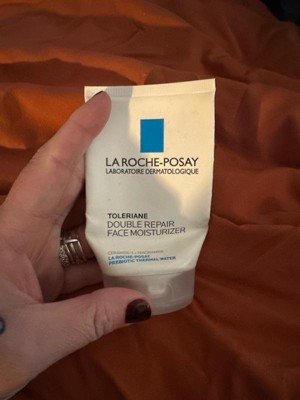 LA ROCHE-POSAY
LABORATOIRE DERMATOLOGIQUE
TOLERIANE
DOUBLE REPAIR
FACE MOISTURIZER
LA ROCHE-POSAY
PREBIOTIC THERMAL WATER